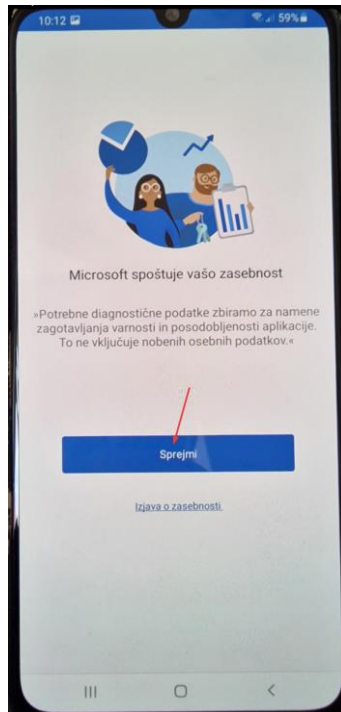 10:12
59%
Microsoft spoštuje vašo zasebnost
»Potrebne diagnostične podatke zbiramo za namene
zagotavljanja varnosti in posodobljenosti aplikacije.
To ne vključuje nobenih osebnih podatkov.«
Sprejmi
Izjava o zasebnosti